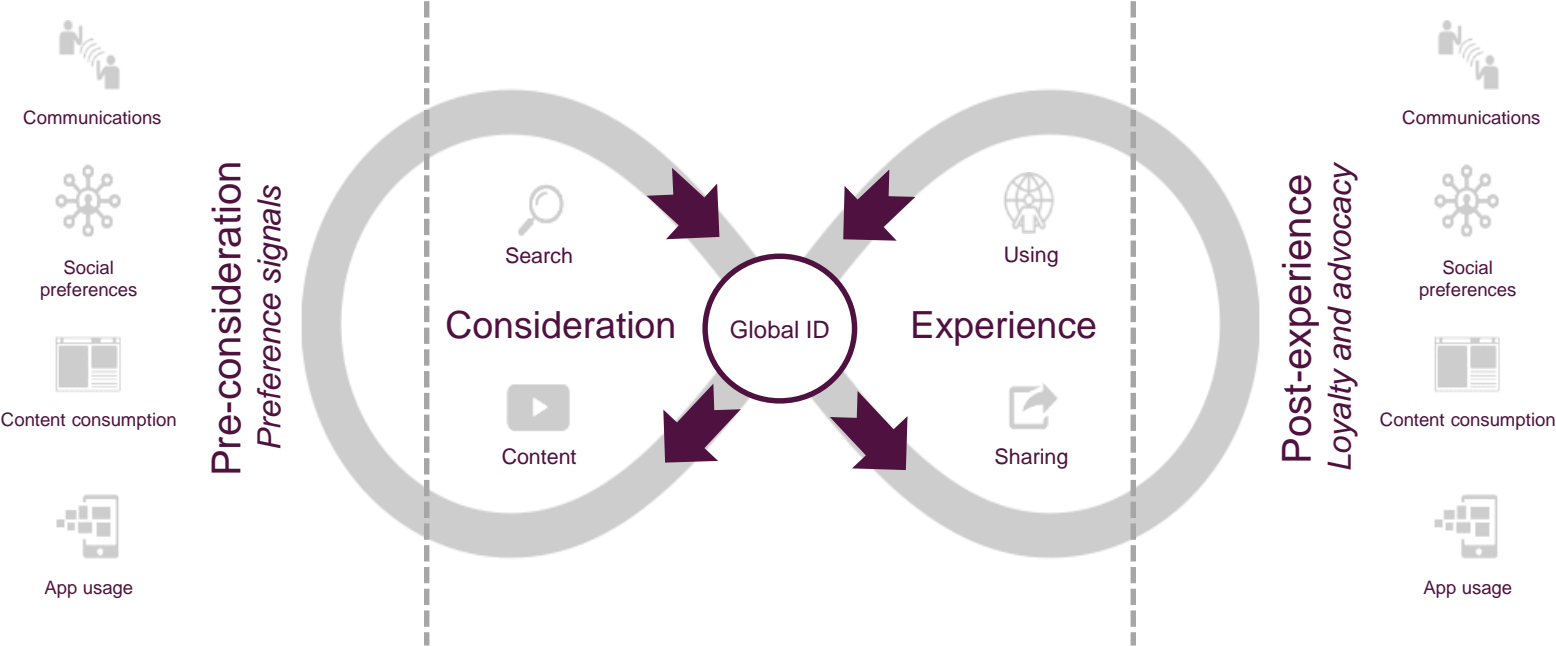 Communications
Social
preferences
Content consumption
App usage
Pre-consideration
Preference signals
Search
Consideration
Content
Global ID
Using
Experience
Sharing
Post-experience
Loyalty and advocacy
Communications
Social
preferences
Content consumption
App usage